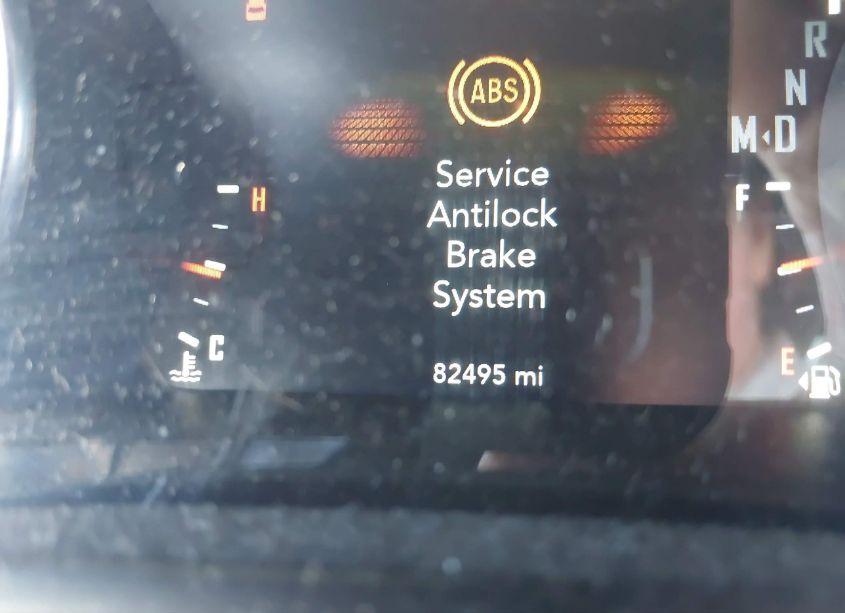 ABS
R
N
M D
Service
Antilock
Brake
System
H
F
C
E
82495 mi